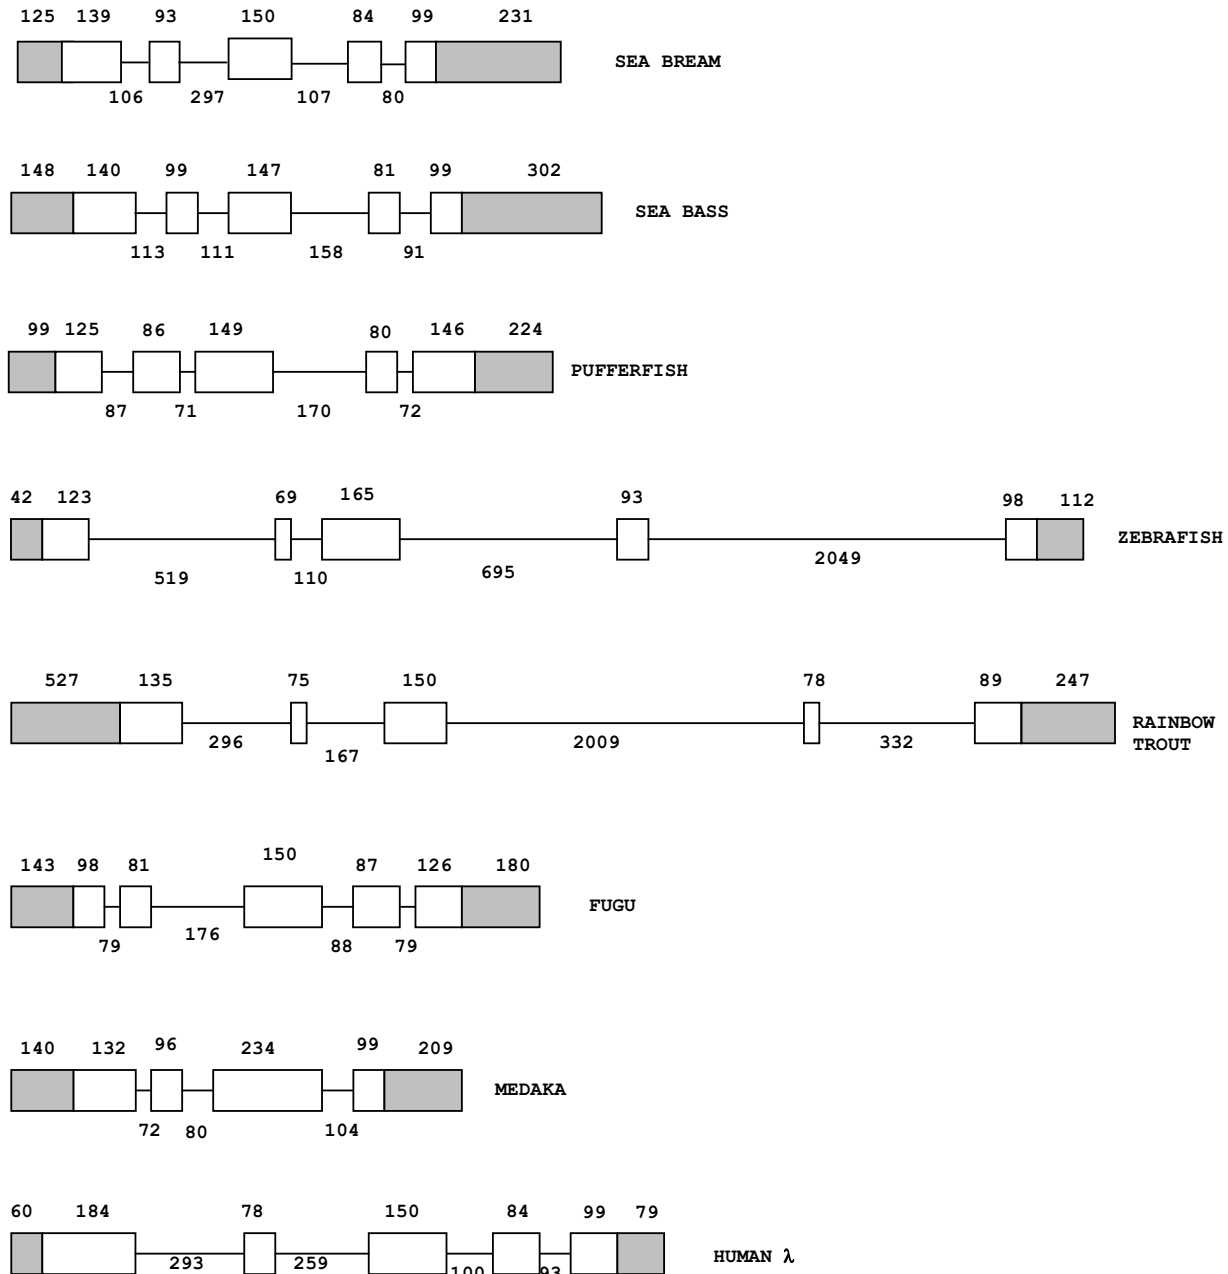 125 139 93 150 84 99 231
SEA BREAM
106 297 107 80
148 140 99 147 81 99 302
SEA BASS
113 111 158 91
99 125 86 149 80 146 224
PUFFERFISH
87 71 170 72
42 123 69 165 93 98 112
ZEBRAFISH
519 110 695 2049
527 135 75 150 78 89 247
RAINBOW
TROUT
296 167 2009 332
143 98 81 150 87 126 180
FUGU
79 176 88 79
140 132 96 234 99 209
MEDAKA
72 80 104
60 184 78 150 84 99 79
HUMAN λ
293 259 100 93